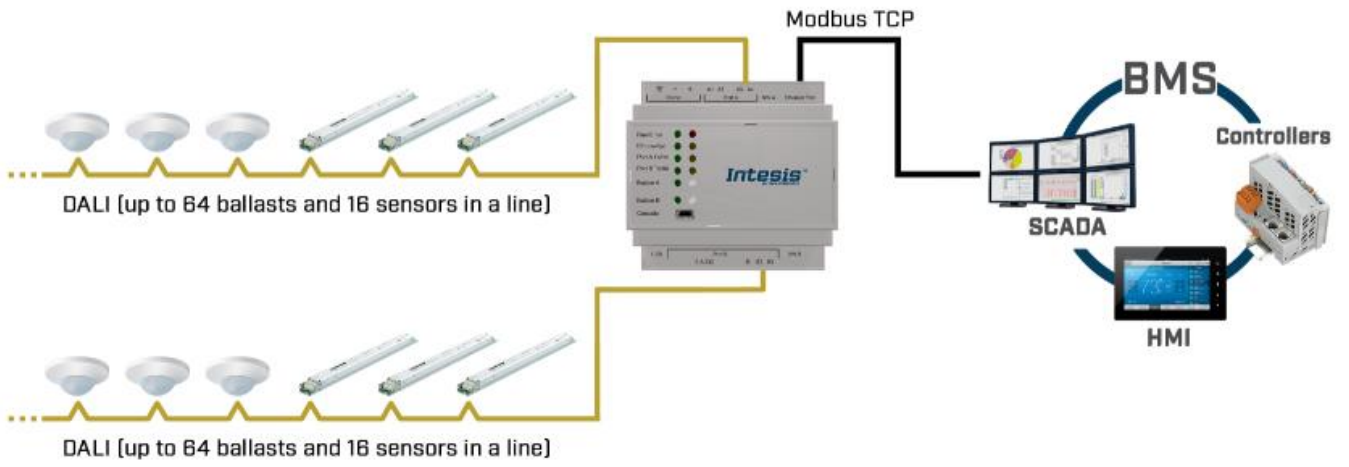 Modbus TCP
BMS
Controllers
Intesis™
DALI (up to 64 ballasts and 16 sensors in a line)
SCADA
HMI
DALI (up to 64 ballasts and 16 sensors in a line)